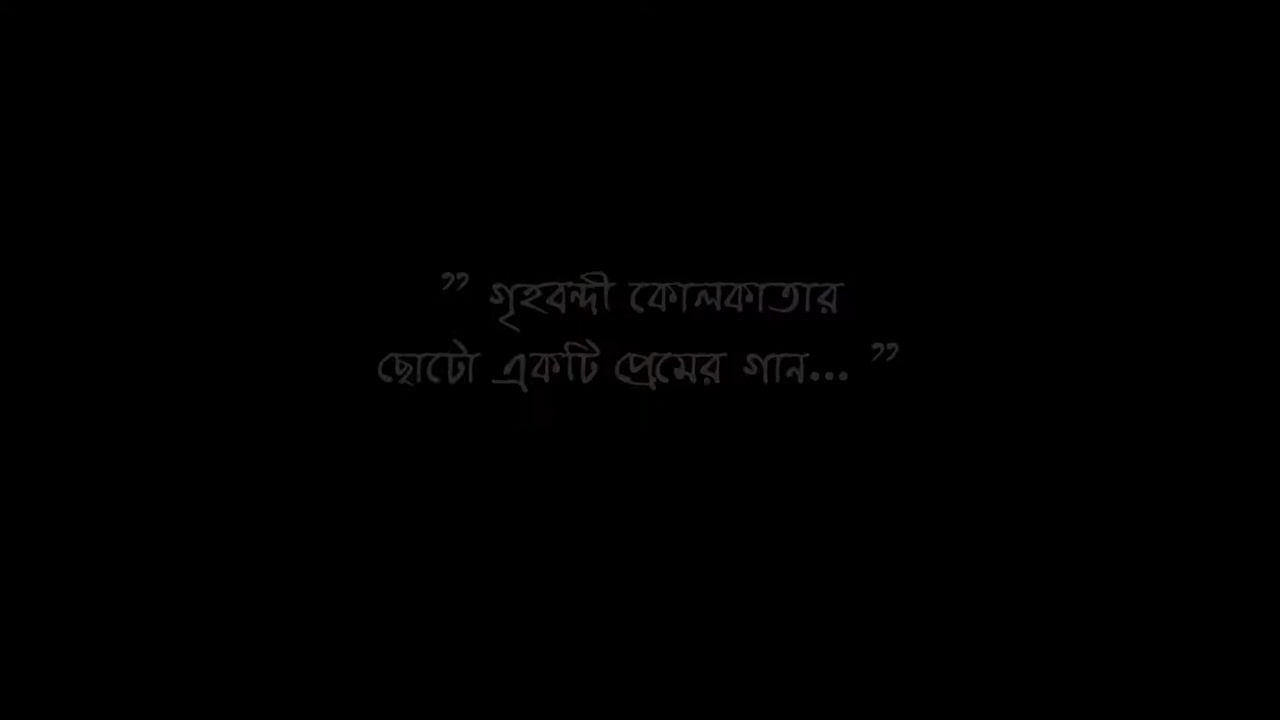 ” গৃহবন্দী কোলকাতার
ছোটো একটি প্রেমের গান... ”